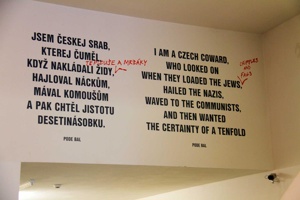 JSEM ČESKEJ SRAB,
KTEREJ ČUMĚL
KDYŽ NAKLÁDALI ŽIDY,
HAJLOVAL NÁCKŮM,
MÁVAL KOMOUŠŮM
A PAK CHTĚL JISTOTU
DESETINÁSOBKU.
PODE BAL
I AM A CZECH COWARD,
WHO LOOKED ON
WHEN THEY LOADED THE JEWS,
HAILED THE NAZIS,
WAVED TO THE COMMUNISTS,
AND THEN WANTED
THE CERTAINTY OF A TENFOLD
PODE BAL
A MRZÁKY